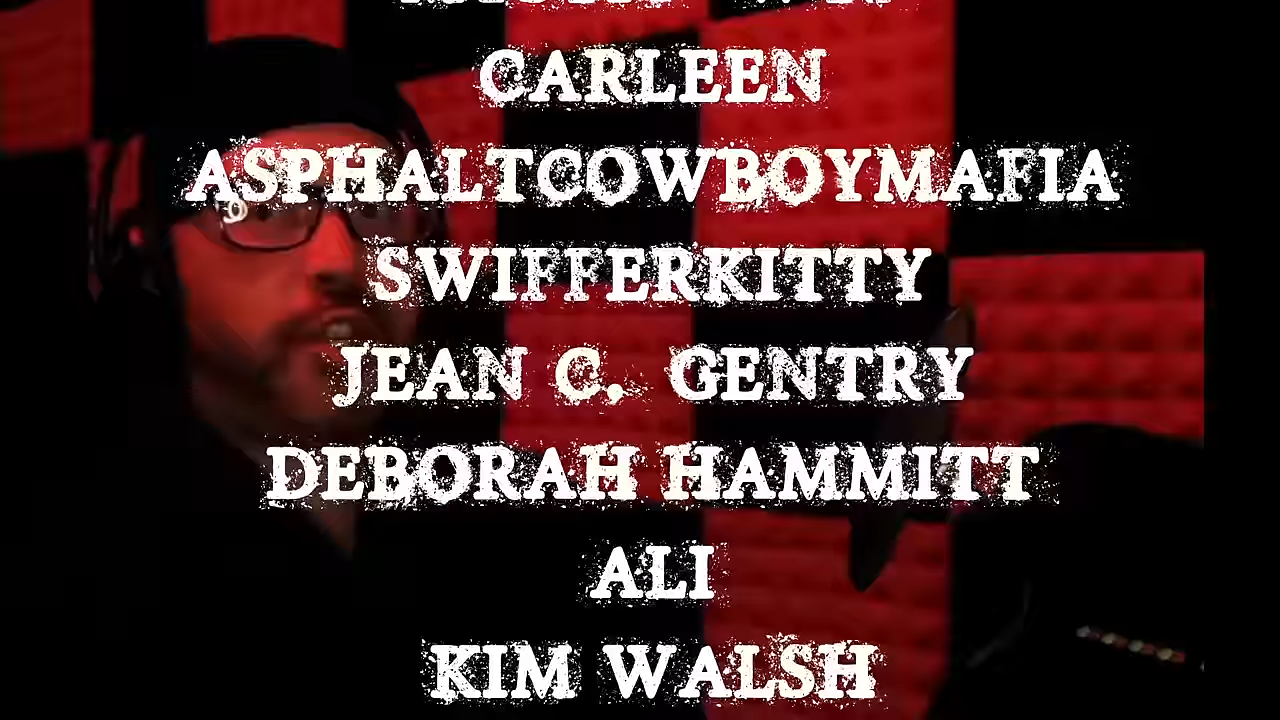 CARLEEN
ASPHALTCOWBOYMAFIA
SWIFFERKITTY
JEAN C. GENTRY
DEBORAH HAMMITT
ALI
KIM WALSH